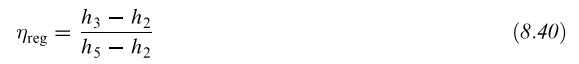 η_reg = (h_3 − h_2) / (h_5 − h_2) (8.40)